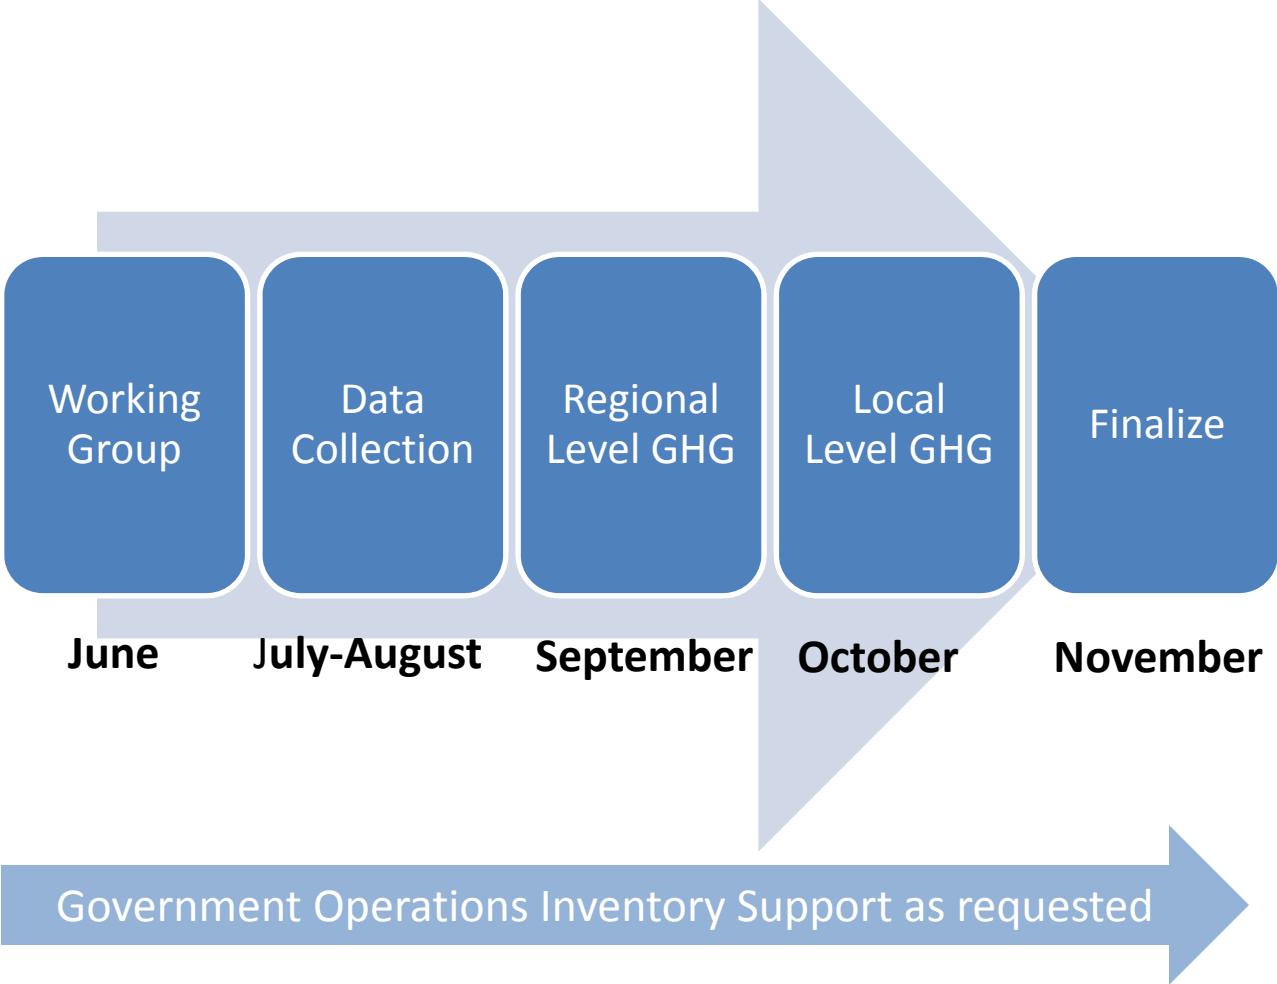 Working
Group
Data
Collection
Regional
Level GHG
Local
Level GHG
Finalize
June
July-August
September
October
November
Government Operations Inventory Support as requested